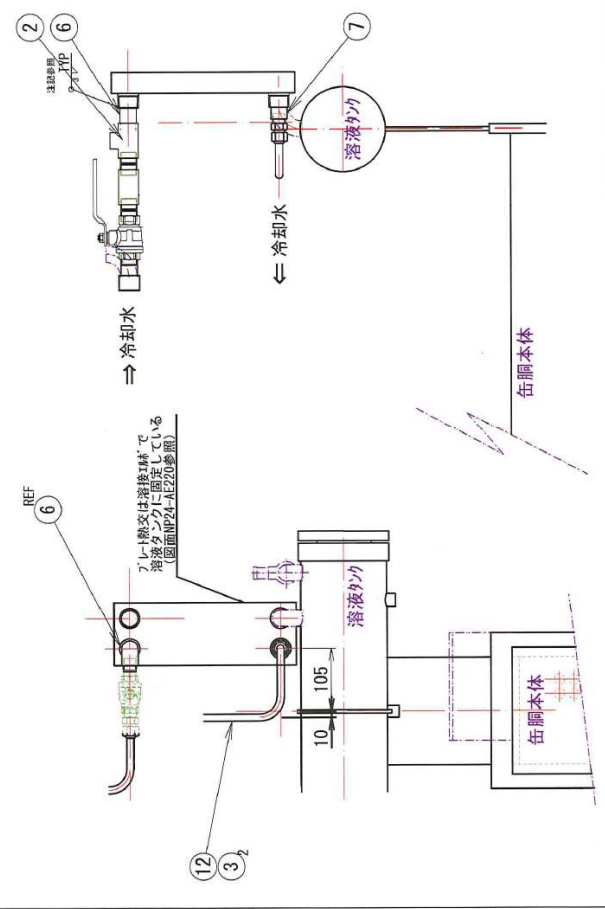 2
6
注記参照
TYP
7
⇒ 冷却水
⇐ 冷却水
溶液タンク
缶胴本体
REF
6
プレート熱交は溶接エルボで
溶液タンクに固定している
(図面NP24-AE220参照)
溶液タンク
105
10
12
3
2
缶胴本体